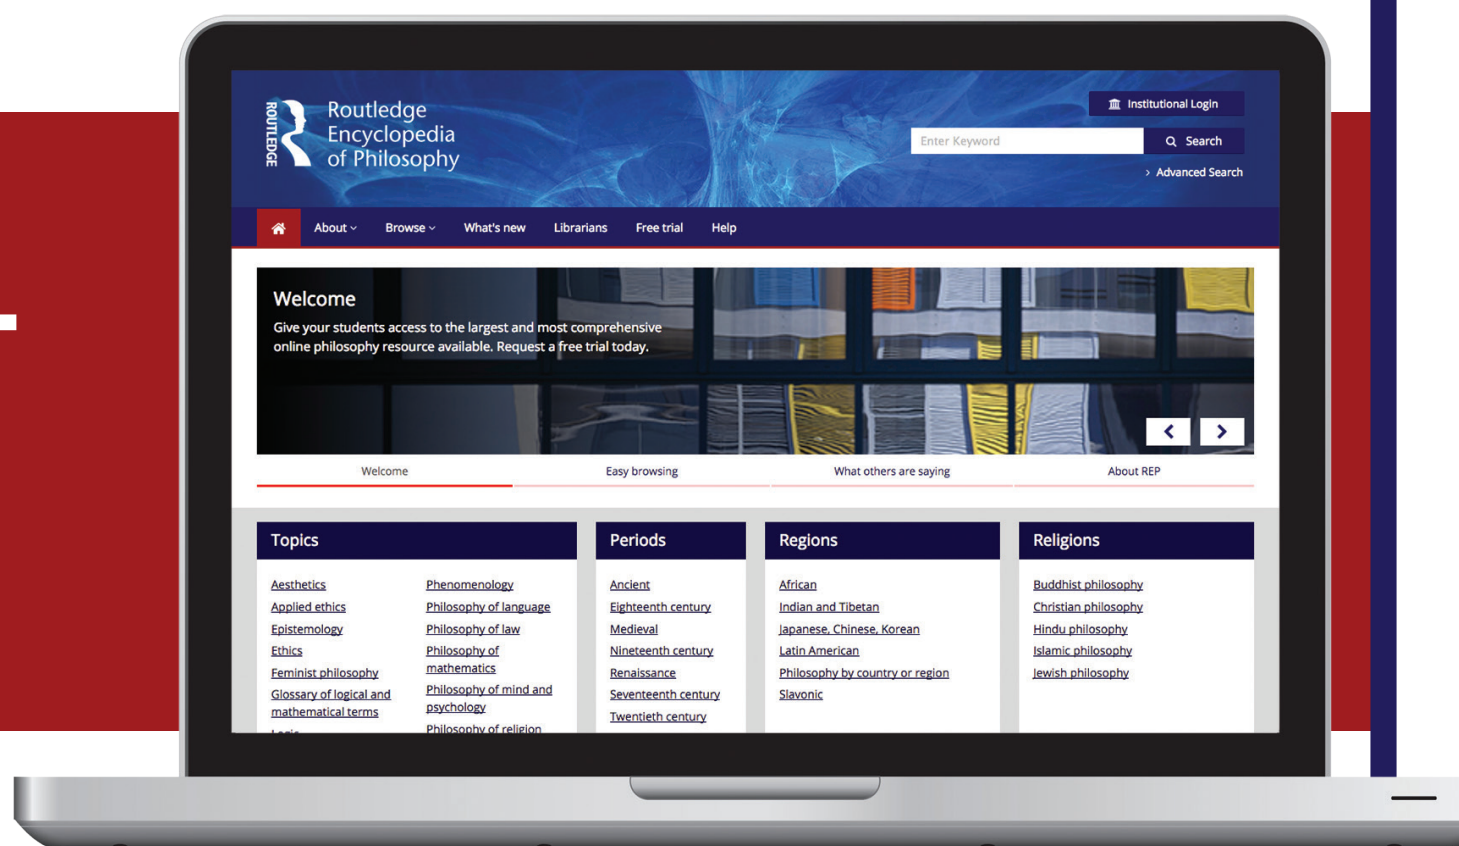 ROUTLEDGE
Routledge
Encyclopedia
of Philosophy
Institutional Login
Enter Keyword
Search
Advanced Search
About
Browse
What's new
Librarians
Free trial
Help
Welcome
Give your students access to the largest and most comprehensive
online philosophy resource available. Request a free trial today.
Welcome
Easy browsing
What others are saying
About REP
Topics
Aesthetics
Applied ethics
Epistemology
Ethics
Feminist philosophy
Glossary of logical and
mathematical terms
Logic
Phenomenology
Philosophy of language
Philosophy of law
Philosophy of
mathematics
Philosophy of mind and
psychology
Philosophy of religion
Periods
Ancient
Eighteenth century
Medieval
Nineteenth century
Renaissance
Seventeenth century
Twentieth century
Regions
African
Indian and Tibetan
Japanese, Chinese, Korean
Latin American
Philosophy by country or region
Slavonic
Religions
Buddhist philosophy
Christian philosophy
Hindu philosophy
Islamic philosophy
Jewish philosophy